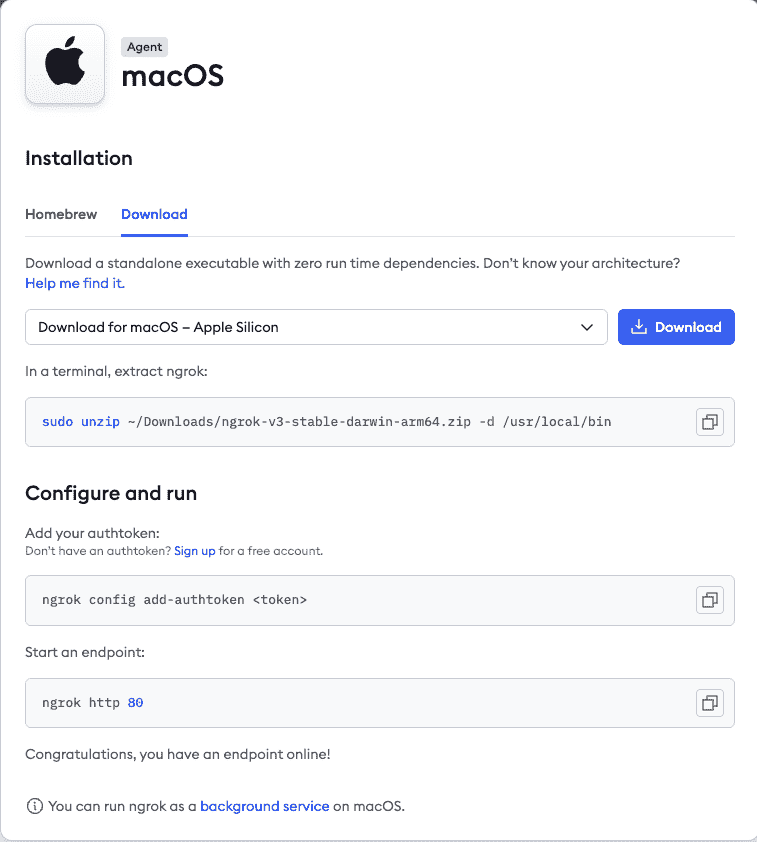 Agent
macOS
Installation
Homebrew Download
Download a standalone executable with zero run time dependencies. Don't know your architecture?
Help me find it.
Download for macOS – Apple Silicon
Download
In a terminal, extract ngrok:
sudo unzip ~/Downloads/ngrok-v3-stable-darwin-arm64.zip -d /usr/local/bin
Configure and run
Add your authtoken:
Don't have an authtoken? Sign up for a free account.
ngrok config add-authtoken <token>
Start an endpoint:
ngrok http 80
Congratulations, you have an endpoint online!
You can run ngrok as a background service on macOS.